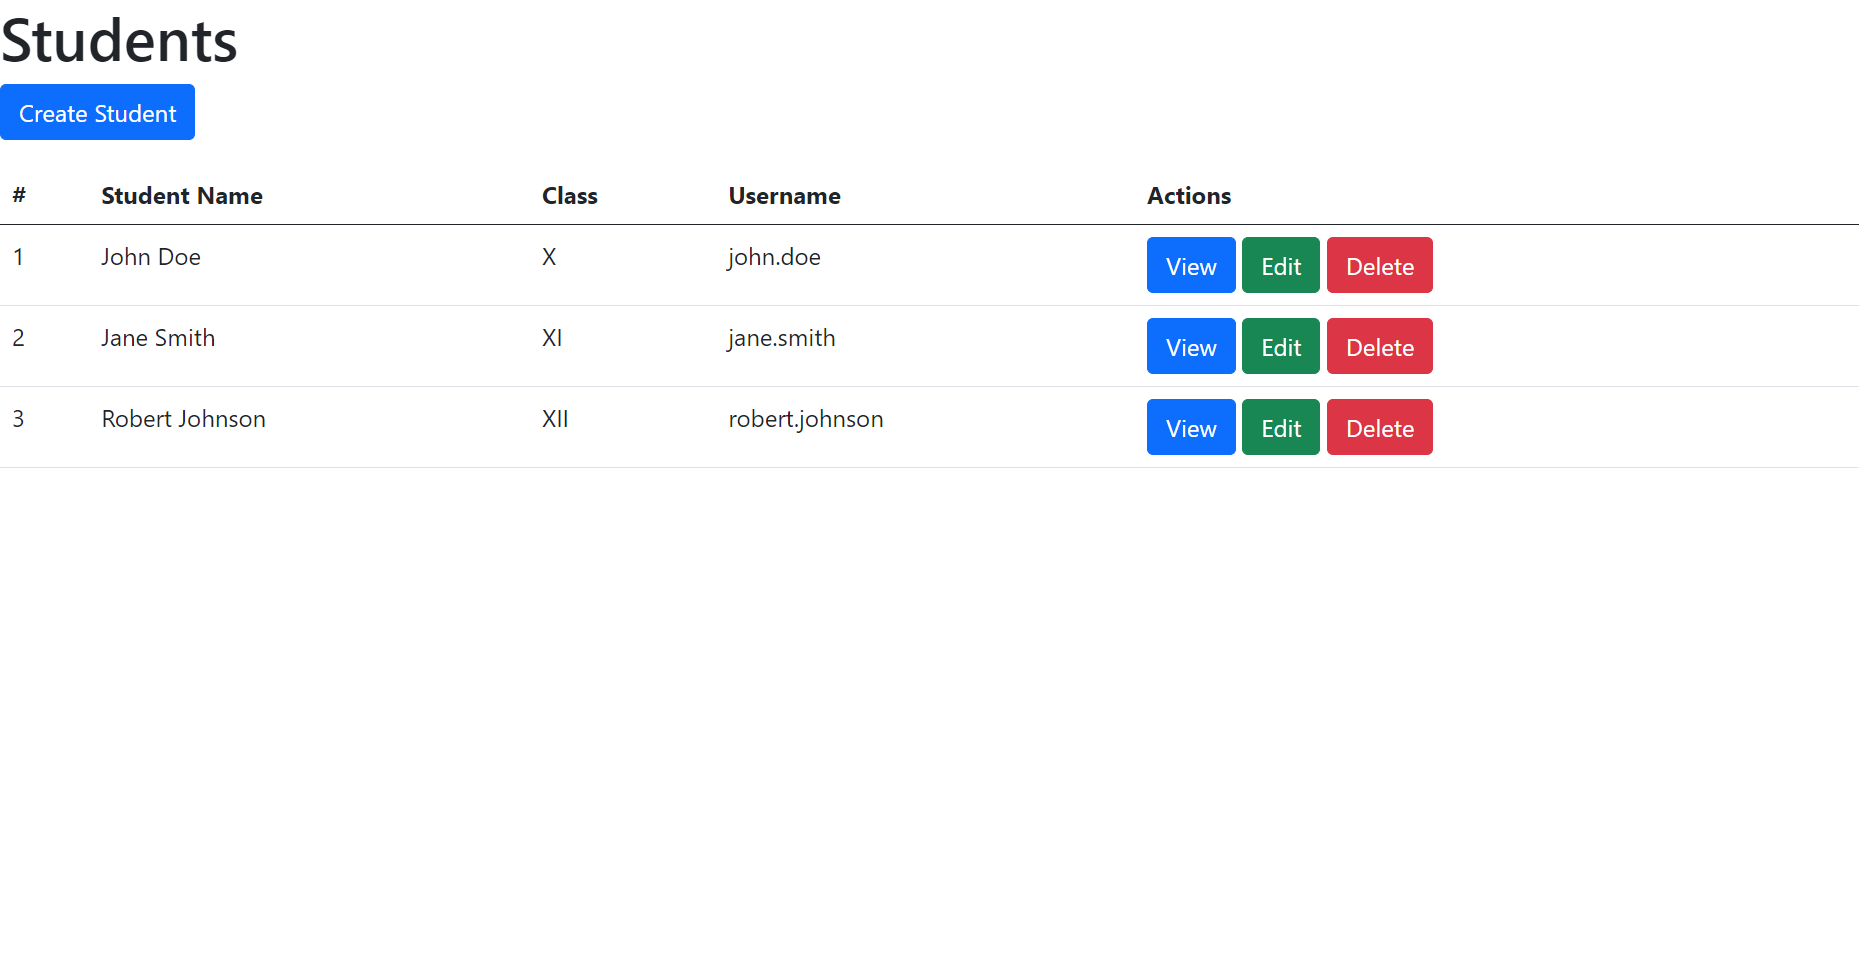 Students
Create Student
# Student Name Class Username Actions
1 John Doe X john.doe View Edit Delete
2 Jane Smith XI jane.smith View Edit Delete
3 Robert Johnson XII robert.johnson View Edit Delete